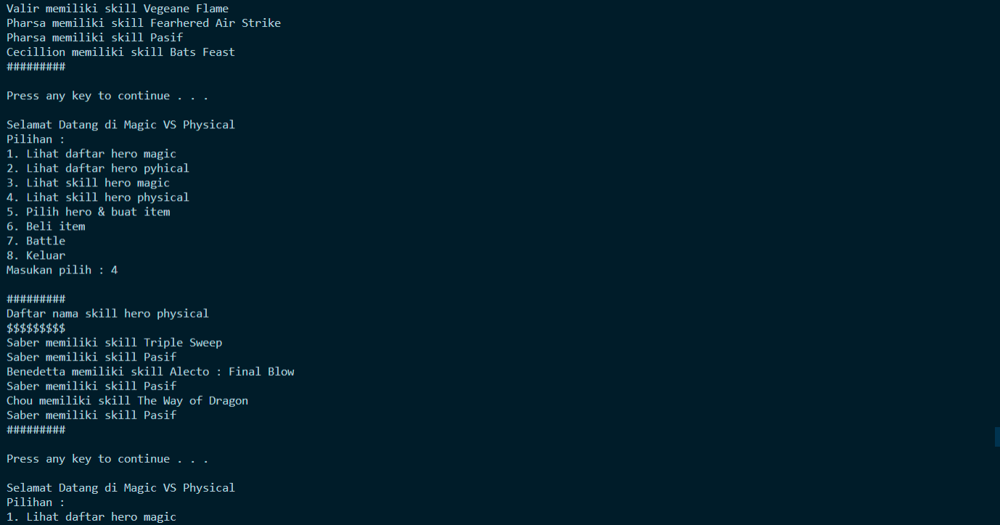 Valir memiliki skill Vegeane Flame
Pharsa memiliki skill Fearhered Air Strike
Pharsa memiliki skill Pasif
Cecillion memiliki skill Bats Feast
#########
Press any key to continue . . .
Selamat Datang di Magic VS Physical
Pilihan :
1. Lihat daftar hero magic
2. Lihat daftar hero pyhical
3. Lihat skill hero magic
4. Lihat skill hero physical
5. Pilih hero & buat item
6. Beli item
7. Battle
8. Keluar
Masukan pilih : 4
#########
Daftar nama skill hero physical
$$$$$$$$$
Saber memiliki skill Triple Sweep
Saber memiliki skill Pasif
Benedetta memiliki skill Alecto : Final Blow
Saber memiliki skill Pasif
Chou memiliki skill The Way of Dragon
Saber memiliki skill Pasif
#########
Press any key to continue . . .
Selamat Datang di Magic VS Physical
Pilihan :
1. Lihat daftar hero magic